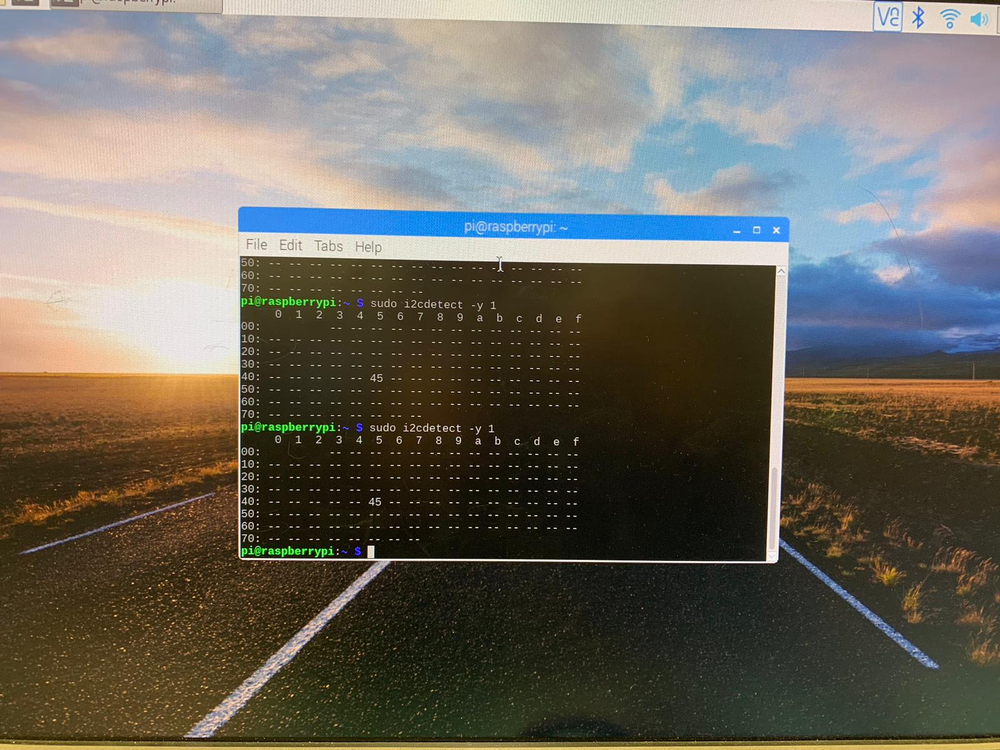 pi@raspberrypi:
VNC
pi@raspberrypi: ~
File Edit Tabs Help
50: -- -- -- -- -- -- -- -- -- -- -- -- -- -- -- --
60: -- -- -- -- -- -- -- -- -- -- -- -- -- -- -- --
70: -- -- -- -- -- -- -- --
pi@raspberrypi:~ $ sudo i2cdetect -y 1
     0  1  2  3  4  5  6  7  8  9  a  b  c  d  e  f
00:          -- -- -- -- -- -- -- -- -- -- -- -- --
10: -- -- -- -- -- -- -- -- -- -- -- -- -- -- -- --
20: -- -- -- -- -- -- -- -- -- -- -- -- -- -- -- --
30: -- -- -- -- -- -- -- -- -- -- -- -- -- -- -- --
40: -- -- -- -- -- 45 -- -- -- -- -- -- -- -- -- --
50: -- -- -- -- -- -- -- -- -- -- -- -- -- -- -- --
60: -- -- -- -- -- -- -- -- -- -- -- -- -- -- -- --
70: -- -- -- -- -- -- -- --
pi@raspberrypi:~ $ sudo i2cdetect -y 1
     0  1  2  3  4  5  6  7  8  9  a  b  c  d  e  f
00:          -- -- -- -- -- -- -- -- -- -- -- -- --
10: -- -- -- -- -- -- -- -- -- -- -- -- -- -- -- --
20: -- -- -- -- -- -- -- -- -- -- -- -- -- -- -- --
30: -- -- -- -- -- -- -- -- -- -- -- -- -- -- -- --
40: -- -- -- -- -- 45 -- -- -- -- -- -- -- -- -- --
50: -- -- -- -- -- -- -- -- -- -- -- -- -- -- -- --
60: -- -- -- -- -- -- -- -- -- -- -- -- -- -- -- --
70: -- -- -- -- -- -- -- --
pi@raspberrypi:~ $